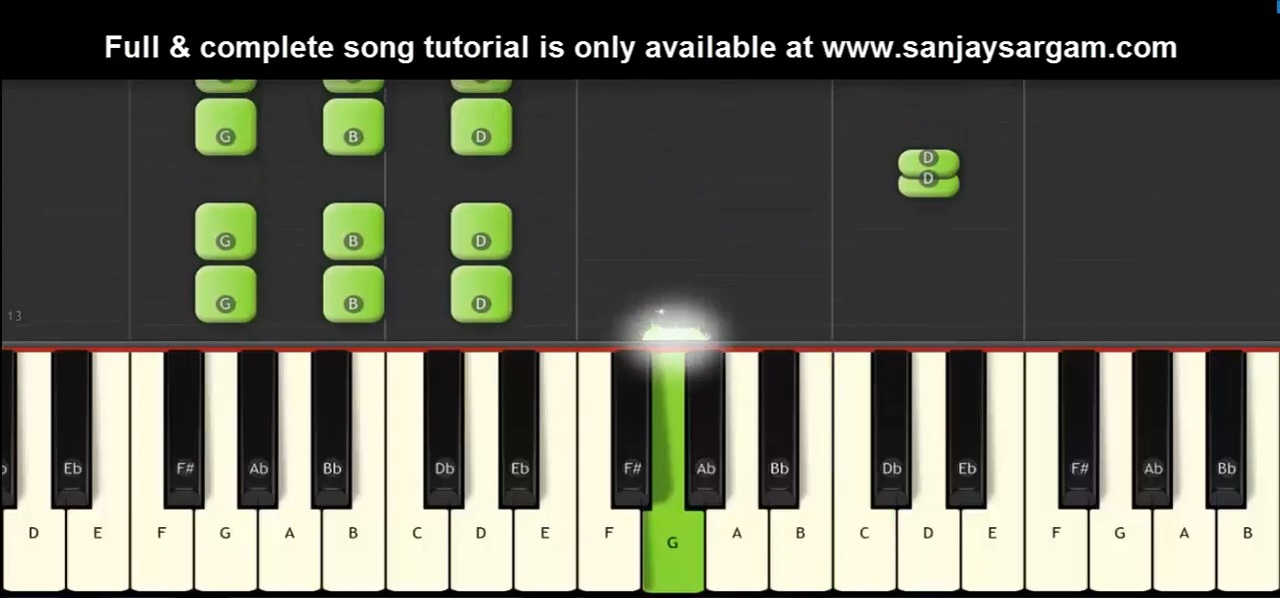 Full & complete song tutorial is only available at www.sanjaysargam.com
G B D
D
D
G B D
G B D
13
Eb F# Ab Bb Db Eb F# Ab Bb Db Eb F# Ab Bb
D E F G A B C D E F G A B C D E F G A B